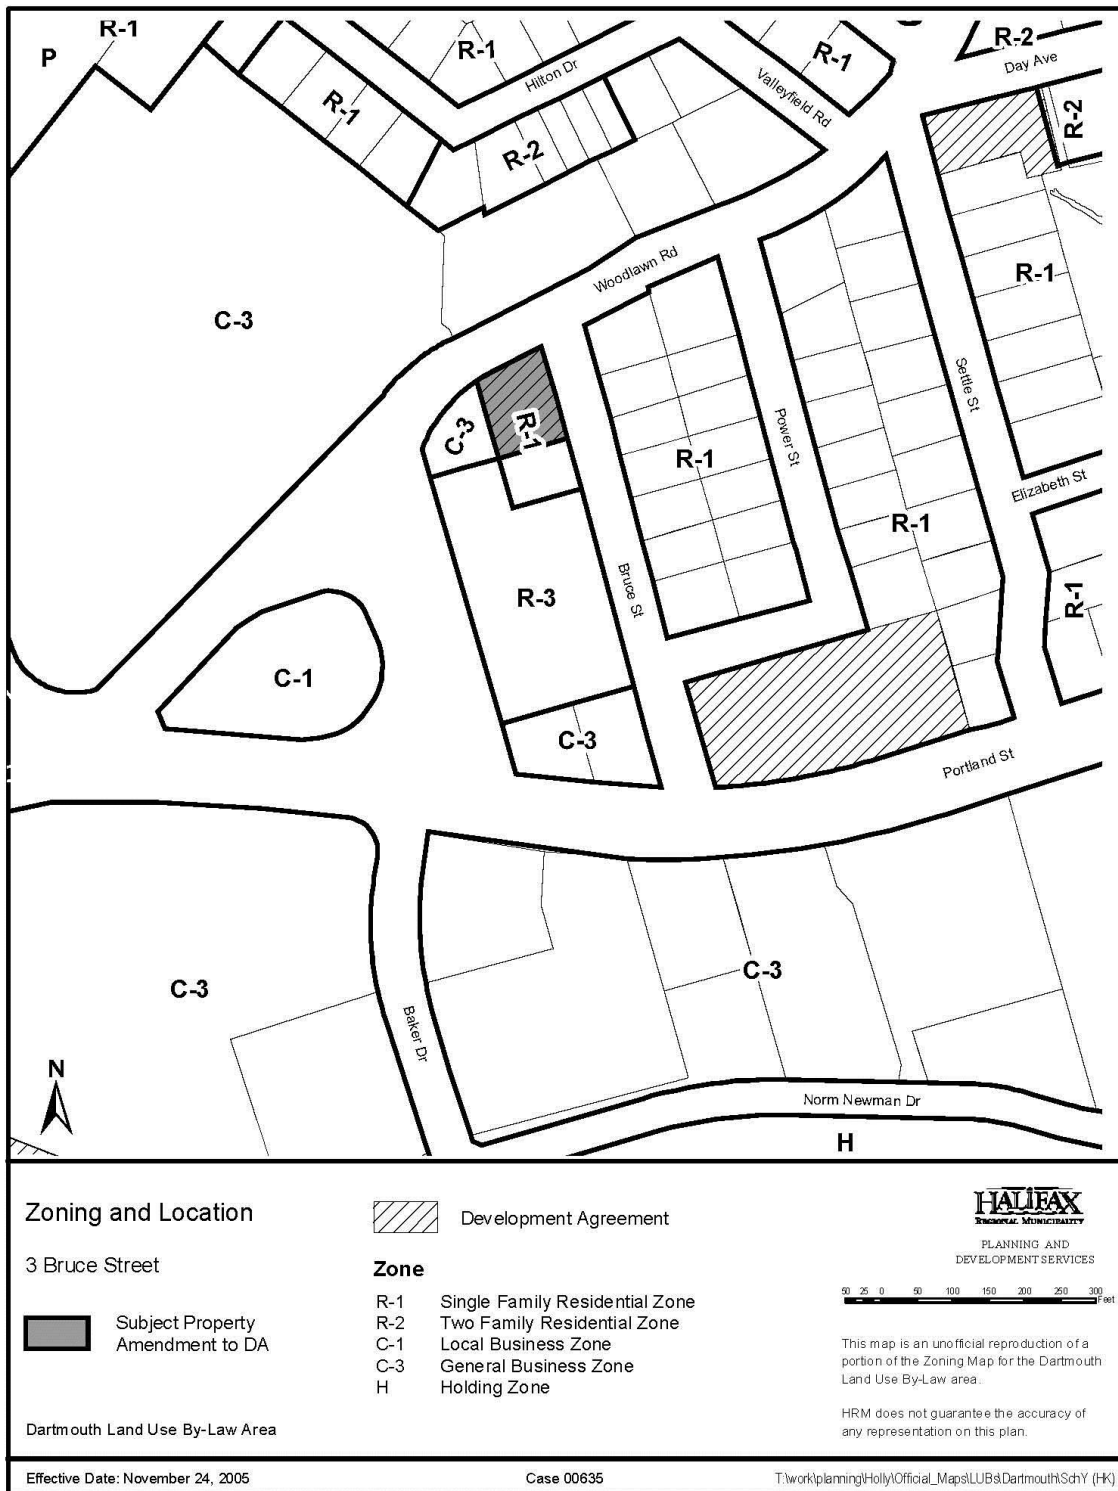 R-1
P
R-1
R-1
R-2
Hilton Dr
Day Ave
Valleyfield Rd
R-1
R-2
R-2
Woodlawn Rd
R-1
C-3
C-3
R-1
R-1
Power St
Settle St
Elizabeth St
R-1
R-3
Bruce St
R-1
C-1
C-3
Portland St
C-3
C-3
Baker Dr
N
Norm Newman Dr
H
Zoning and Location
3 Bruce Street
Subject Property
Amendment to DA
Dartmouth Land Use By-Law Area
Development Agreement
Zone
R-1 Single Family Residential Zone
R-2 Two Family Residential Zone
C-1 Local Business Zone
C-3 General Business Zone
H Holding Zone
HALIFAX
REGIONAL MUNICIPALITY
PLANNING AND
DEVELOPMENT SERVICES
50 25 0 50 100 150 200 250 300
Feet
This map is an unofficial reproduction of a
portion of the Zoning Map for the Dartmouth
Land Use By-Law area.
HRM does not guarantee the accuracy of
any representation on this plan.
Effective Date: November 24, 2005
Case 00635
T:\work\planning\Holly\Official_Maps\LUBs\Dartmouth\SchY (HK)